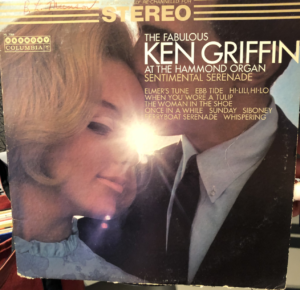 STEREO
COLUMBIA
THE FABULOUS
KEN GRIFFIN
AT THE HAMMOND ORGAN
SENTIMENTAL SERENADE
ELMER'S TUNE EBB TIDE HI-LILI, HI-LO
WHEN YOU WORE A TULIP
THE WOMAN IN THE SHOE
ONCE IN A WHILE SUNDAY SIBONEY
FERRYBOAT SERENADE WHISPERING